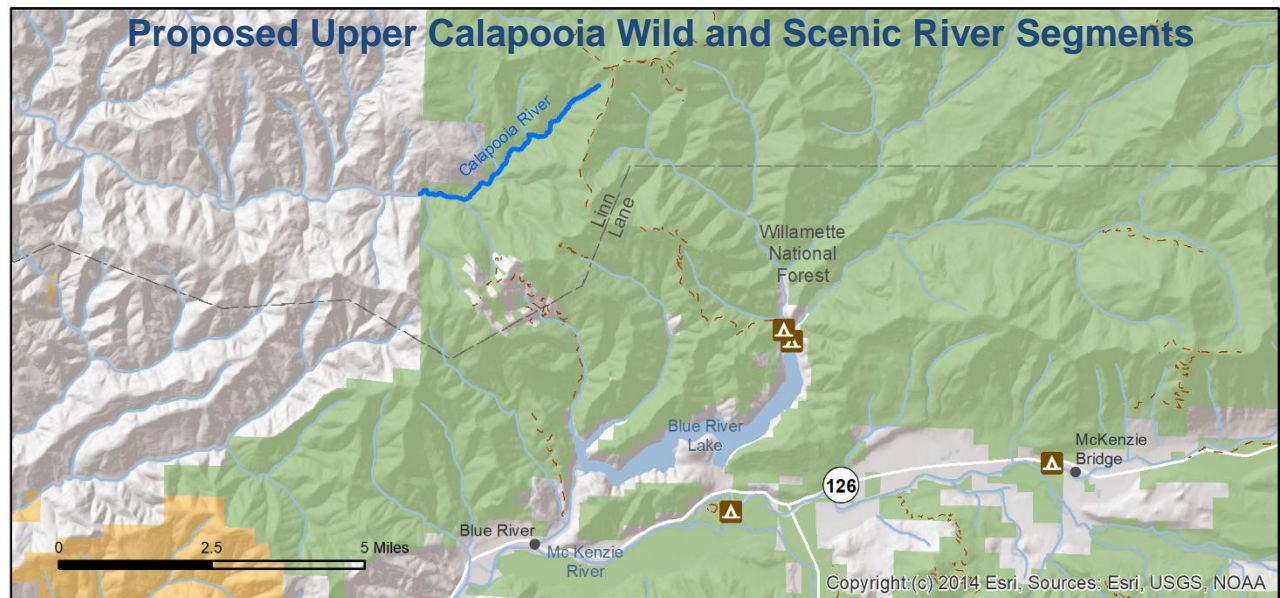 Proposed Upper Calapooia Wild and Scenic River Segments
Calapooia River
Linn
Lane
Willamette
National
Forest
Blue River
Lake
McKenzie
Bridge
126
Blue River
Mc Kenzie
River
0 2.5 5 Miles
Copyright:(c) 2014 Esri, Sources: Esri, USGS, NOAA